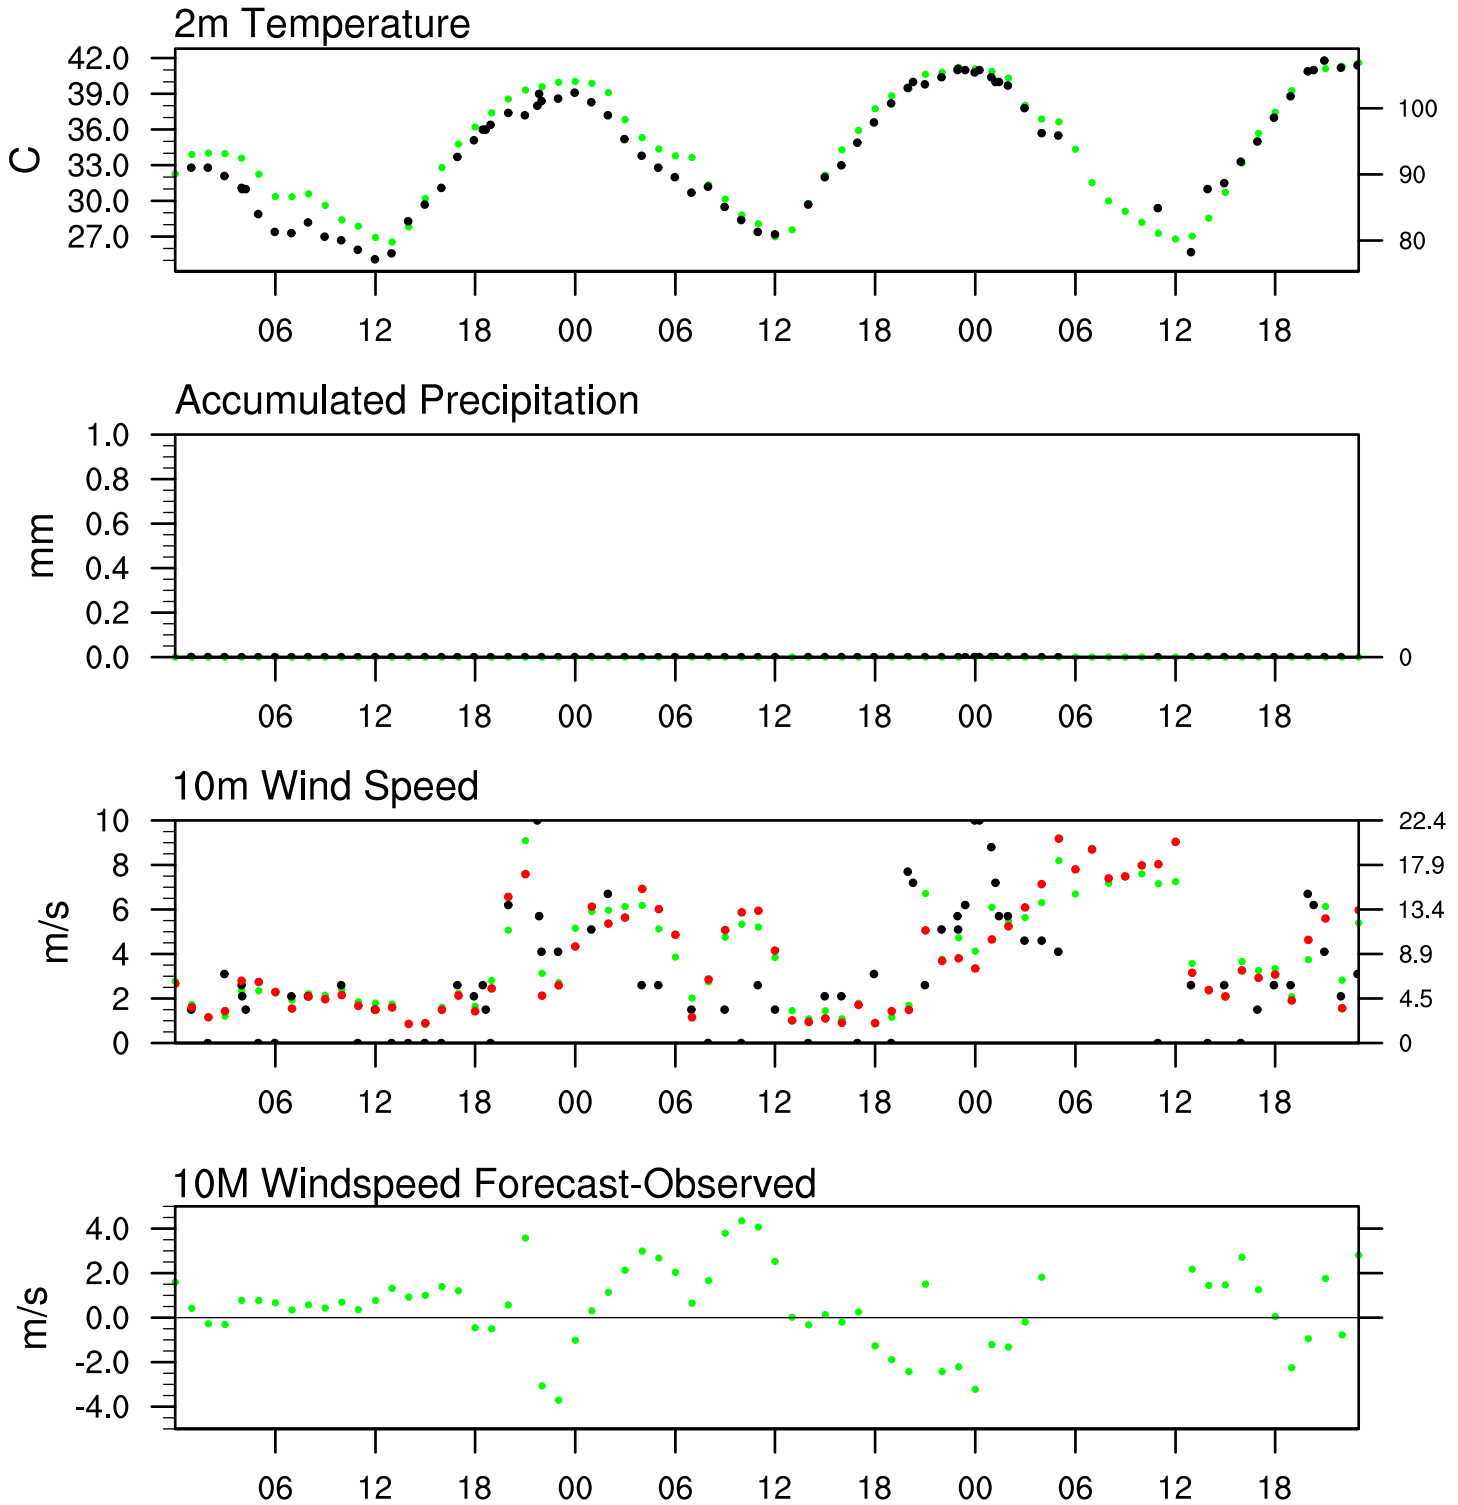 2m Temperature
42.0
39.0
36.0
33.0
30.0
27.0
C
100
90
80
06 12 18 00 06 12 18 00 06 12 18
Accumulated Precipitation
1.0
0.8
0.6
0.4
0.2
0.0
mm
0
06 12 18 00 06 12 18 00 06 12 18
10m Wind Speed
10
8
6
4
2
0
m/s
22.4
17.9
13.4
8.9
4.5
0
06 12 18 00 06 12 18 00 06 12 18
10M Windspeed Forecast-Observed
4.0
2.0
0.0
-2.0
-4.0
m/s
06 12 18 00 06 12 18 00 06 12 18